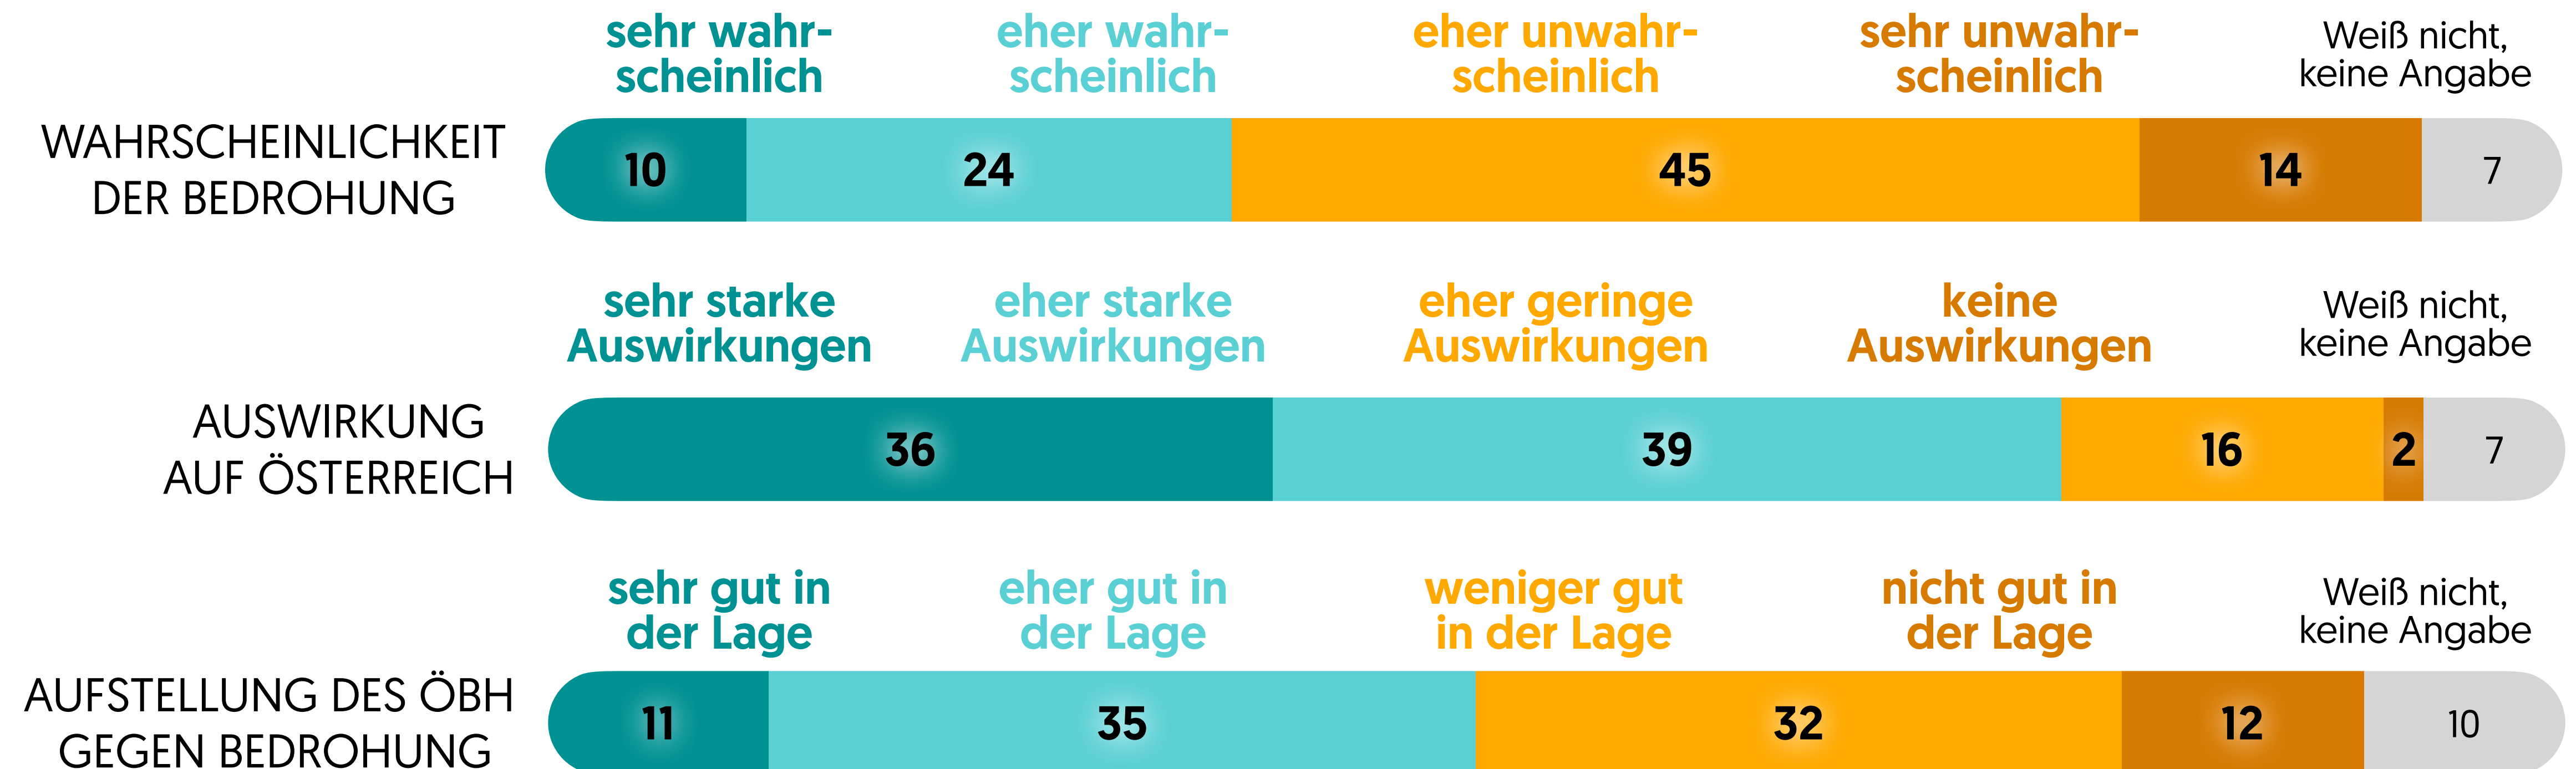 sehr wahr-
scheinlich
eher wahr-
scheinlich
eher unwahr-
scheinlich
sehr unwahr-
scheinlich
Weiß nicht,
keine Angabe
WAHRSCHEINLICHKEIT
DER BEDROHUNG
10 24 45 14 7
sehr starke
Auswirkungen
eher starke
Auswirkungen
eher geringe
Auswirkungen
keine
Auswirkungen
Weiß nicht,
keine Angabe
AUSWIRKUNG
AUF ÖSTERREICH
36 39 16 2 7
sehr gut in
der Lage
eher gut in
der Lage
weniger gut
in der Lage
nicht gut in
der Lage
Weiß nicht,
keine Angabe
AUFSTELLUNG DES ÖBH
GEGEN BEDROHUNG
11 35 32 12 10